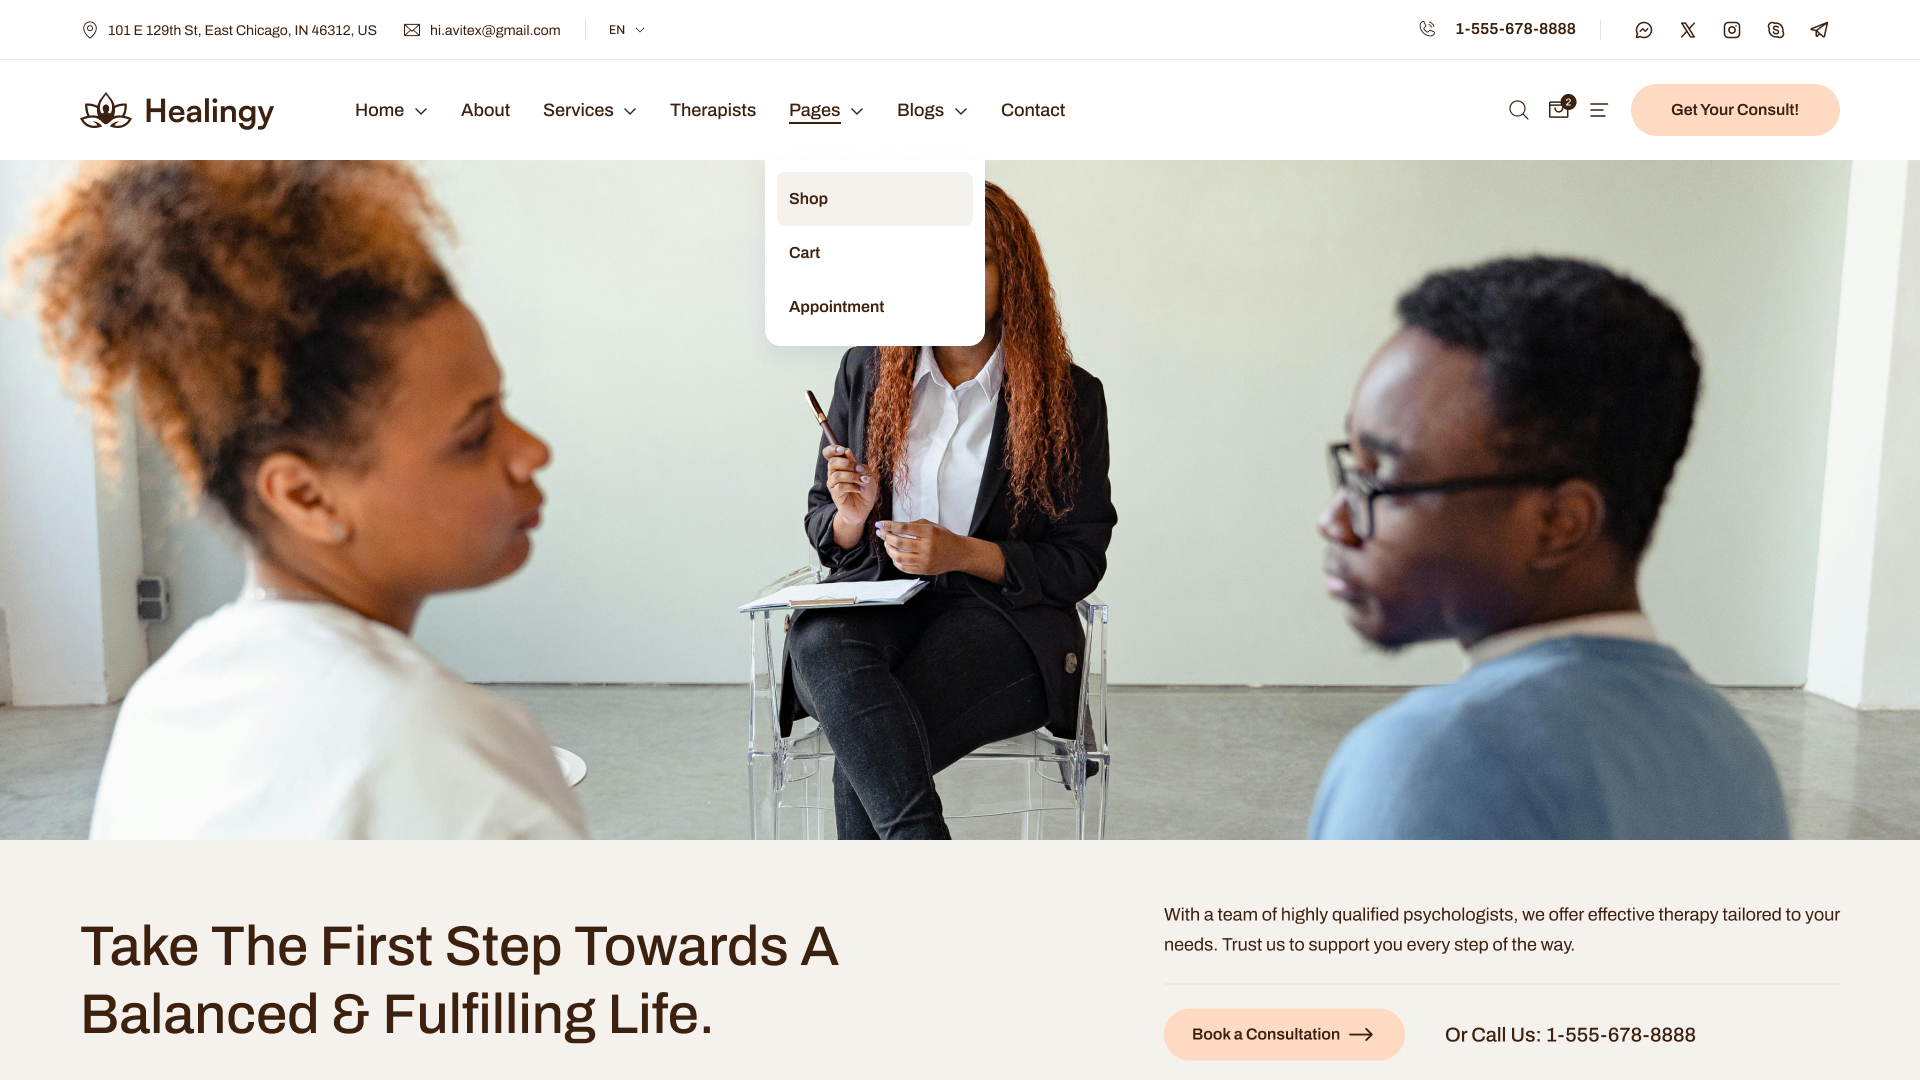 101 E 129th St, East Chicago, IN 46312, US
hi.avitex@gmail.com
EN
1-555-678-8888
Healingy
Home
About
Services
Therapists
Pages
Blogs
Contact
2
Get Your Consult!
Shop
Cart
Appointment
Take The First Step Towards A
Balanced & Fulfilling Life.
With a team of highly qualified psychologists, we offer effective therapy tailored to your
needs. Trust us to support you every step of the way.
Book a Consultation
Or Call Us: 1-555-678-8888